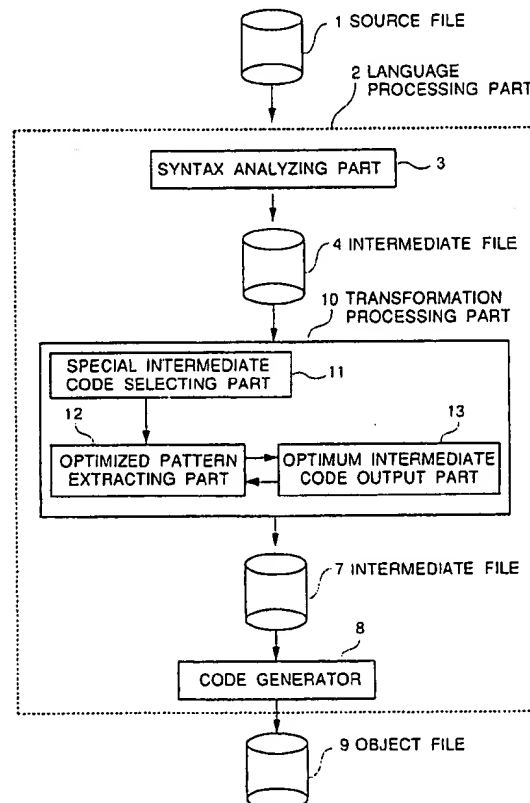 1 SOURCE FILE
2 LANGUAGE
PROCESSING PART
SYNTAX ANALYZING PART
3
4 INTERMEDIATE FILE
10 TRANSFORMATION
PROCESSING PART
SPECIAL INTERMEDIATE
CODE SELECTING PART
11
12
13
OPTIMIZED PATTERN
EXTRACTING PART
OPTIMUM INTERMEDIATE
CODE OUTPUT PART
7 INTERMEDIATE FILE
8
CODE GENERATOR
9 OBJECT FILE